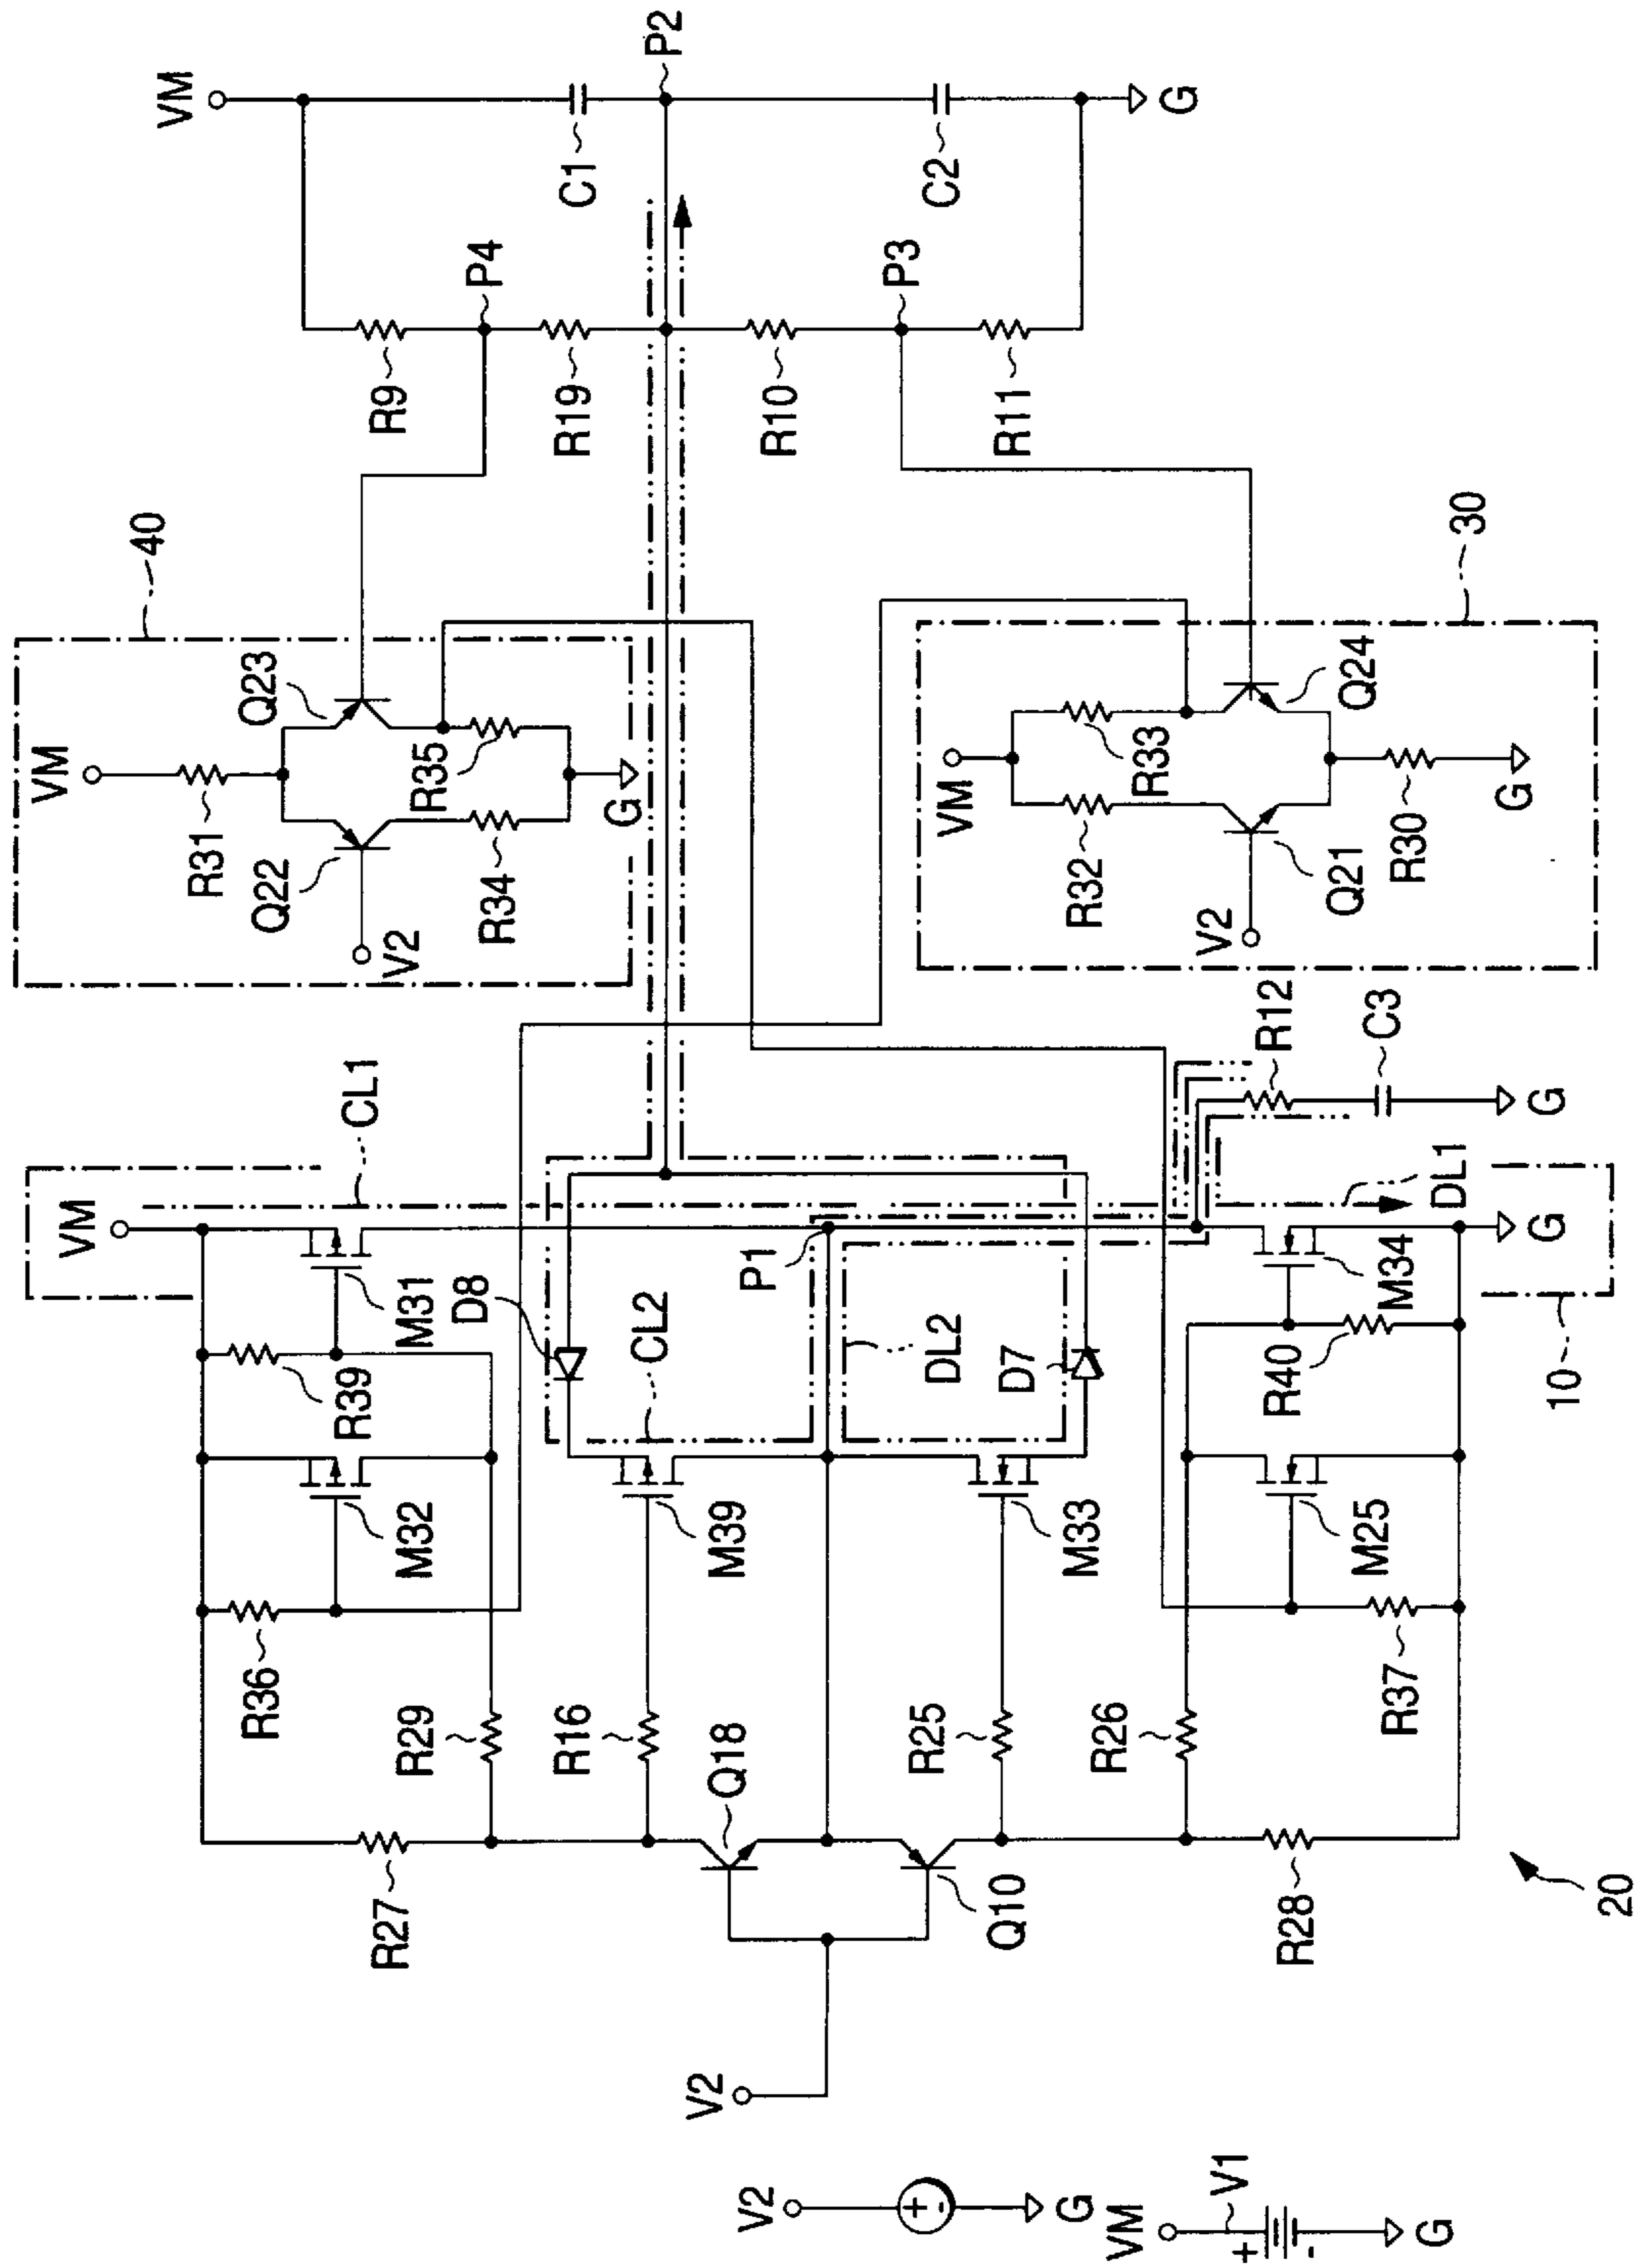 VM
C1
P2
C2
G
R9
P4
R19
R10
P3
R11
40
VM
R31
Q23
Q22
R35
R34
G
V2
30
VM
R33
R32
Q24
Q21
R30
G
V2
CL1
R12
C3
G
DL1
VM
M31
D8
P1
M34
G
10
R39
CL2
DL2
D7
R40
M32
M39
M33
M25
R36
R37
R29
R16
Q18
R25
R26
R27
Q10
R28
20
V2
V2
+
-
G
VM
V1
+
-
G